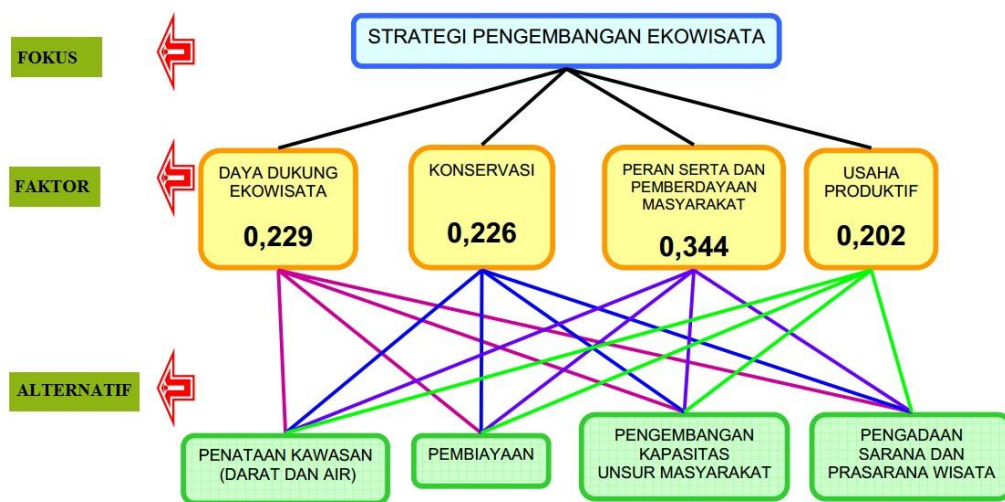 STRATEGI PENGEMBANGAN EKOWISATA
FOKUS
FAKTOR
DAYA DUKUNG
EKOWISATA
0,229
KONSERVASI
0,226
PERAN SERTA DAN
PEMBERDAYAAN
MASYARAKAT
0,344
USAHA
PRODUKTIF
0,202
ALTERNATIF
PENATAAN KAWASAN
(DARAT DAN AIR)
PEMBIAYAAN
PENGEMBANGAN
KAPASITAS
UNSUR MASYARAKAT
PENGADAAN
SARANA DAN
PRASARANA WISATA